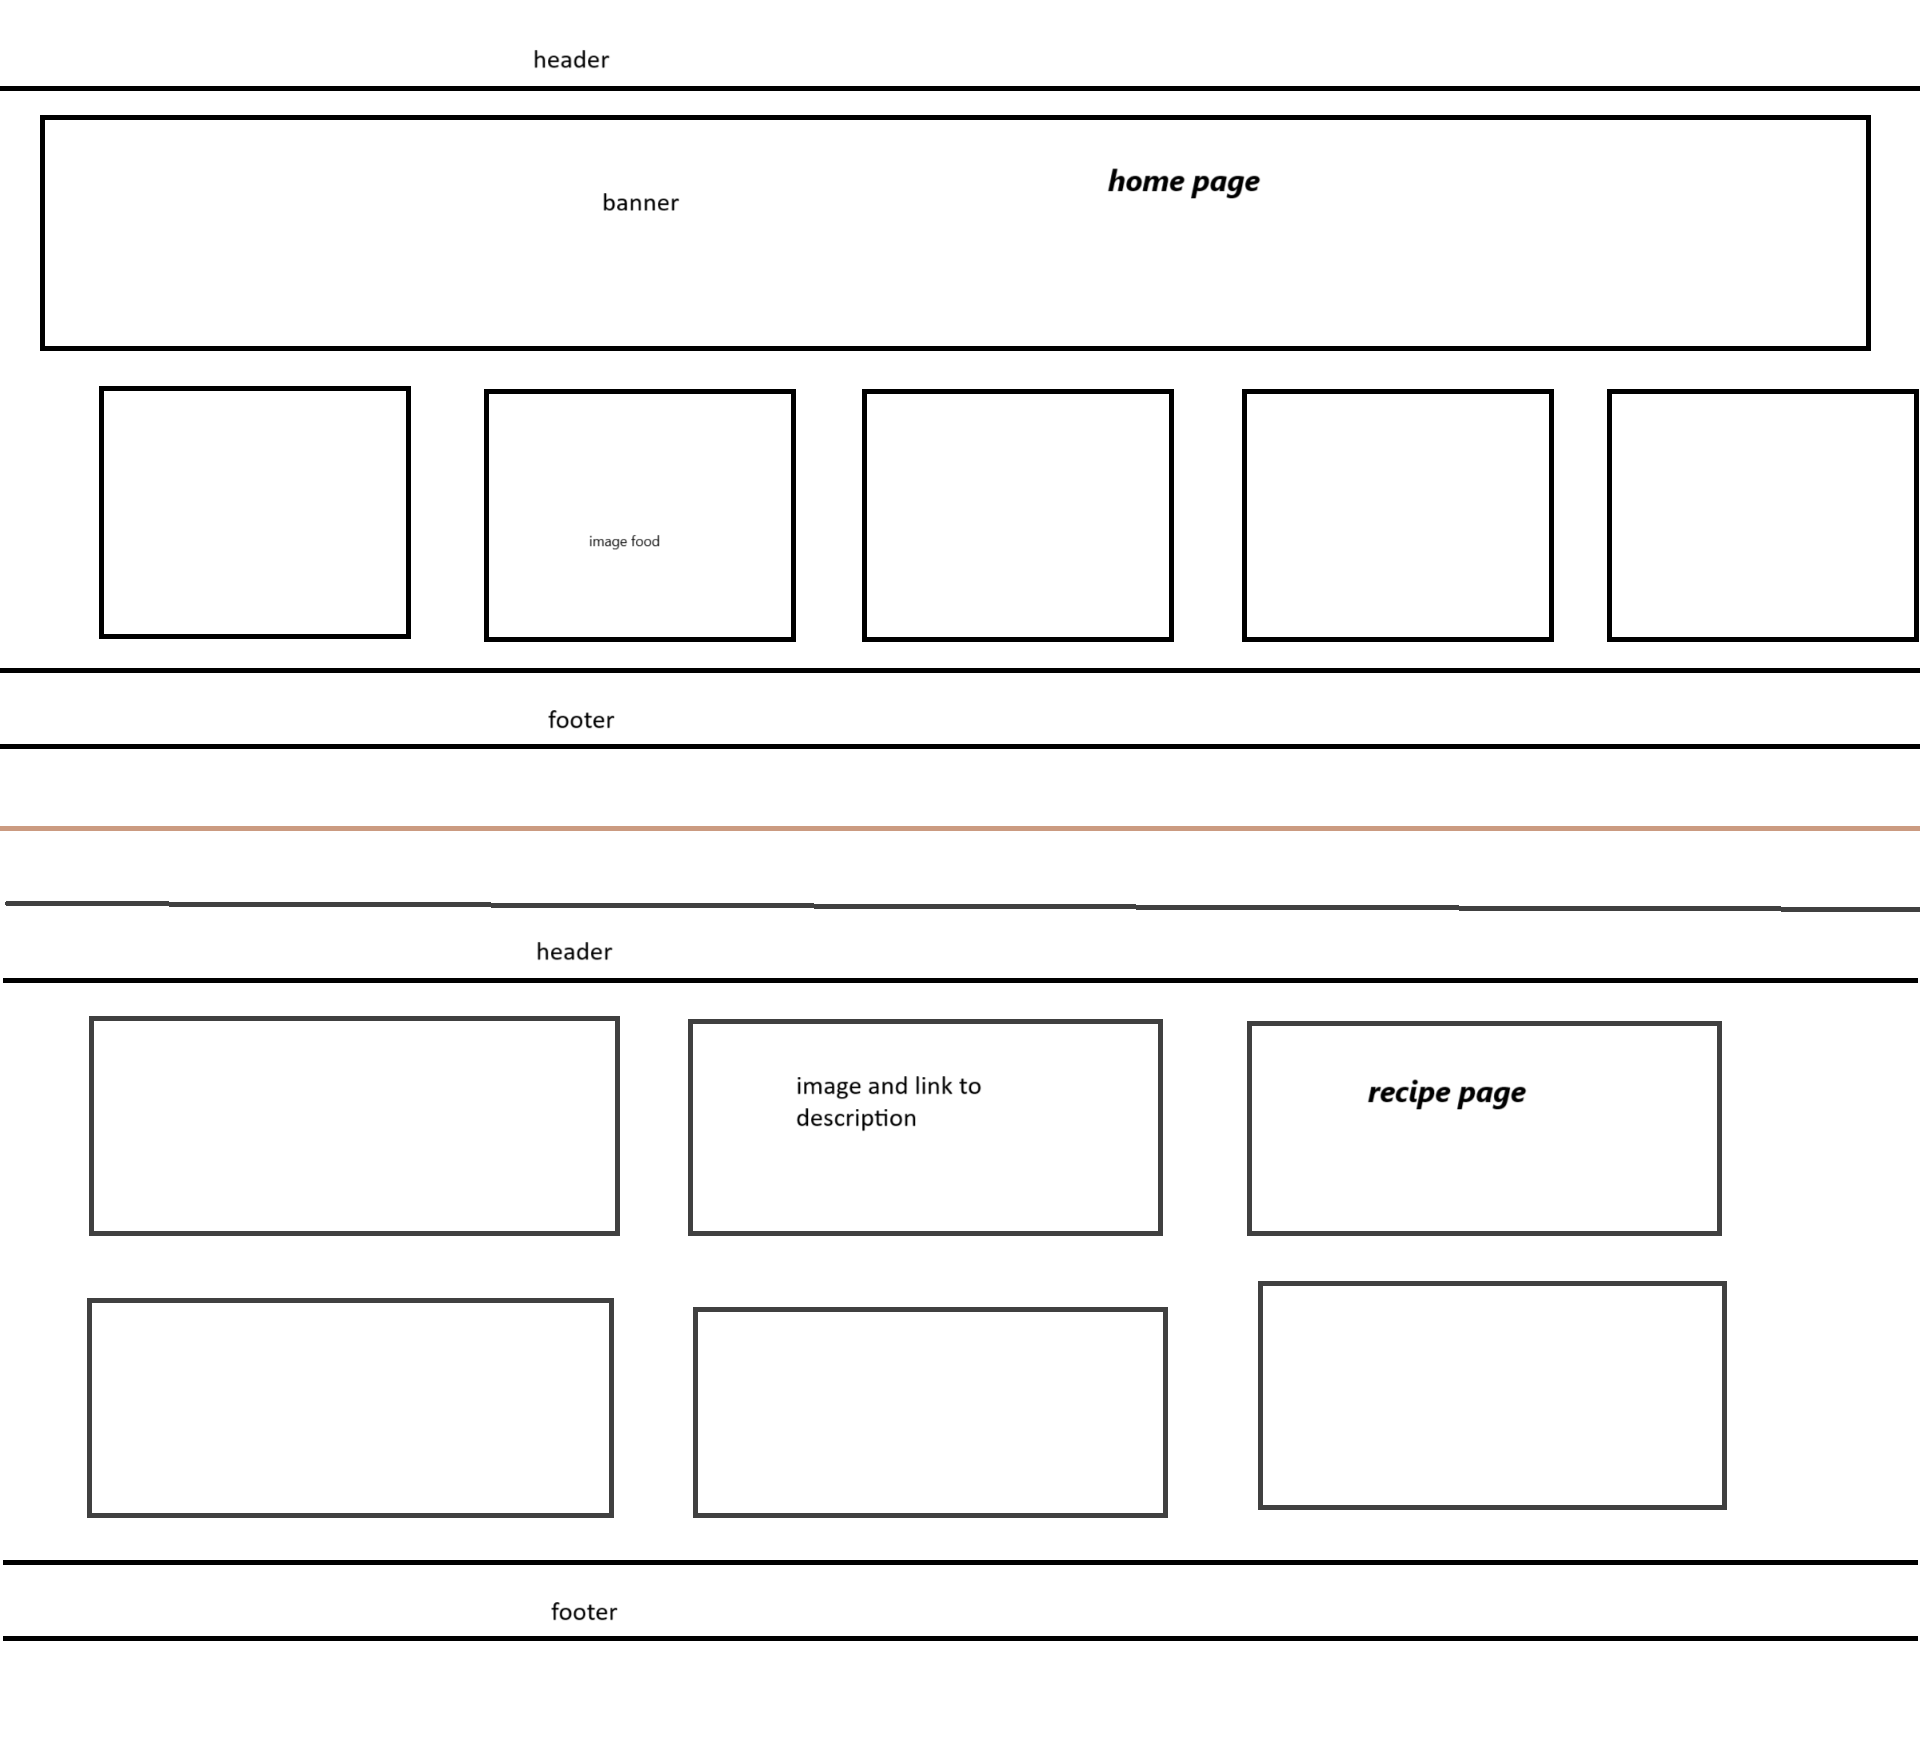 header
home page
banner
image food
footer
header
image and link to
description
recipe page
footer